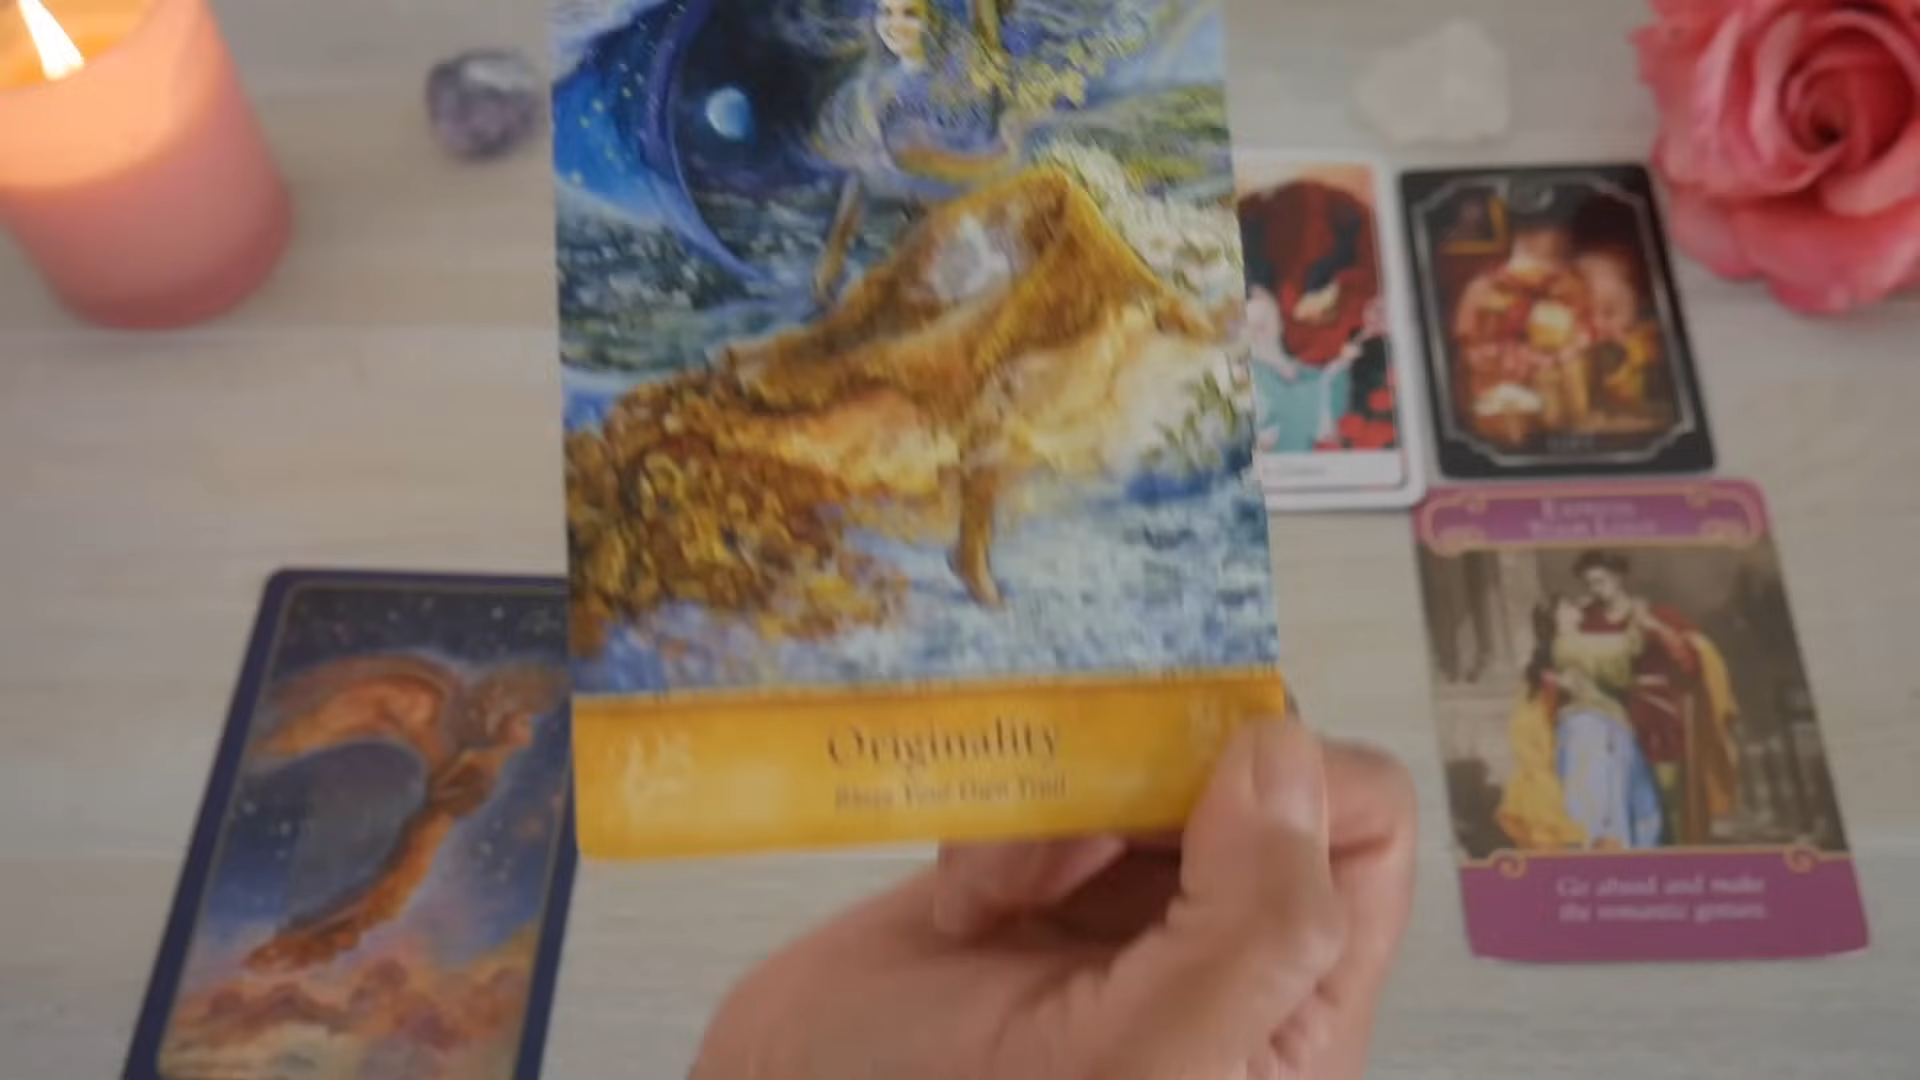 Originality
Blaze Your Own Trail
Express
Your Love
Go ahead and make
the romantic gesture.